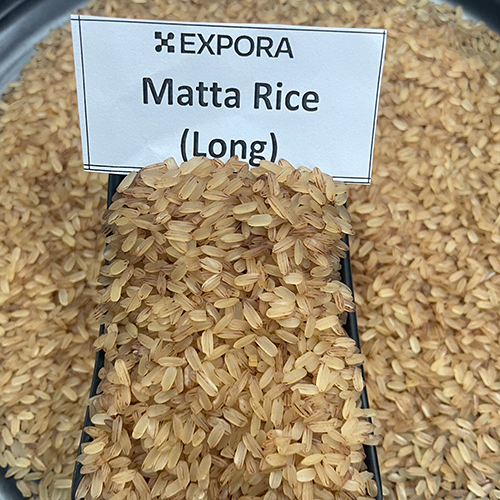 EXPORA
Matta Rice
(Long)